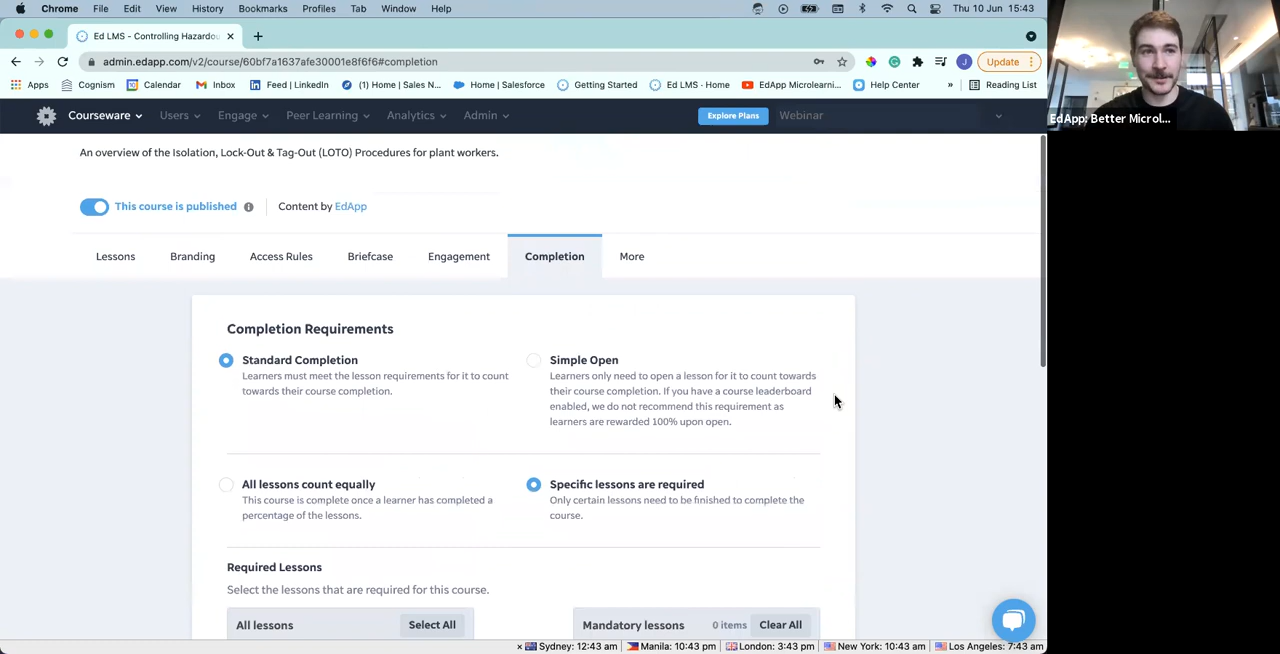 Chrome File Edit View History Bookmarks Profiles Tab Window Help Thu 10 Jun 15:43
Ed LMS - Controlling Hazardou
admin.edapp.com/v2/course/60bf7a1637afe30001e8f6f6#completion Update
App Cognism Calendar Inbox Feed | LinkedIn (1) Home | Sales N... Home | Salesforce Getting Started Ed LMS - Home EdApp Microlearni... Help Center » Reading List
Courseware Users Engage Peer Learning Analytics Admin Explore Plans Webinar
EdApp: Better Microl...
An overview of the Isolation, Lock-Out & Tag-Out (LOTO) Procedures for plant workers.
This course is published Content by EdApp
Lessons Branding Access Rules Briefcase Engagement Completion More
Completion Requirements
Standard Completion
Learners must meet the lesson requirements for it to count
towards their course completion.
Simple Open
Learners only need to open a lesson for it to count towards
their course completion. If you have a course leaderboard
enabled, we do not recommend this requirement as
learners are rewarded 100% upon open.
All lessons count equally
This course is complete once a learner has completed a
percentage of the lessons.
Specific lessons are required
Only certain lessons need to be finished to complete the
course.
Required Lessons
Select the lessons that are required for this course.
All lessons Select All
Mandatory lessons 0 items Clear All
× Sydney: 12:43 am Manila: 10:43 pm London: 3:43 pm New York: 10:43 am Los Angeles: 7:43 am